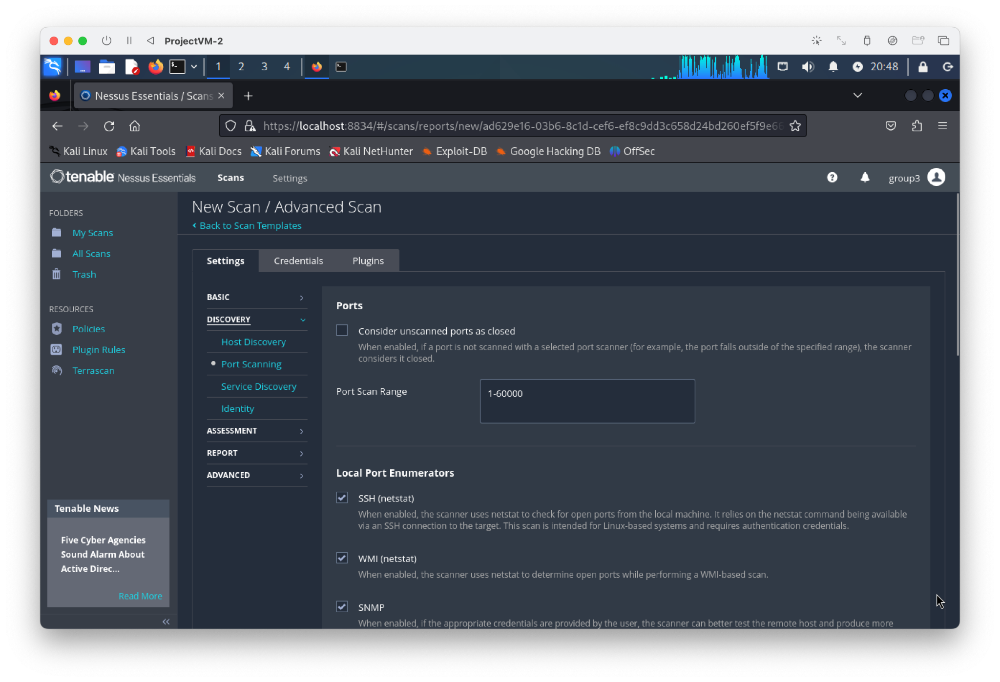 ProjectVM-2
1 2 3 4
20:48
Nessus Essentials / Scans
https://localhost:8834/#/scans/reports/new/ad629e16-03b6-8c1d-cef6-ef8c9dd3c658d24bd260ef5f9e66
Kali Linux Kali Tools Kali Docs Kali Forums Kali NetHunter Exploit-DB Google Hacking DB OffSec
tenable Nessus Essentials Scans Settings group3
FOLDERS
My Scans
All Scans
Trash
RESOURCES
Policies
Plugin Rules
Terrascan
Tenable News
Five Cyber Agencies
Sound Alarm About
Active Direc...
Read More
New Scan / Advanced Scan
Back to Scan Templates
Settings Credentials Plugins
BASIC
DISCOVERY
Host Discovery
Port Scanning
Service Discovery
Identity
ASSESSMENT
REPORT
ADVANCED
Ports
Consider unscanned ports as closed
When enabled, if a port is not scanned with a selected port scanner (for example, the port falls outside of the specified range), the scanner
considers it closed.
Port Scan Range 1-60000
Local Port Enumerators
SSH (netstat)
When enabled, the scanner uses netstat to check for open ports from the local machine. It relies on the netstat command being available
via an SSH connection to the target. This scan is intended for Linux-based systems and requires authentication credentials.
WMI (netstat)
When enabled, the scanner uses netstat to determine open ports while performing a WMI-based scan.
SNMP
When enabled, if the appropriate credentials are provided by the user, the scanner can better test the remote host and produce more